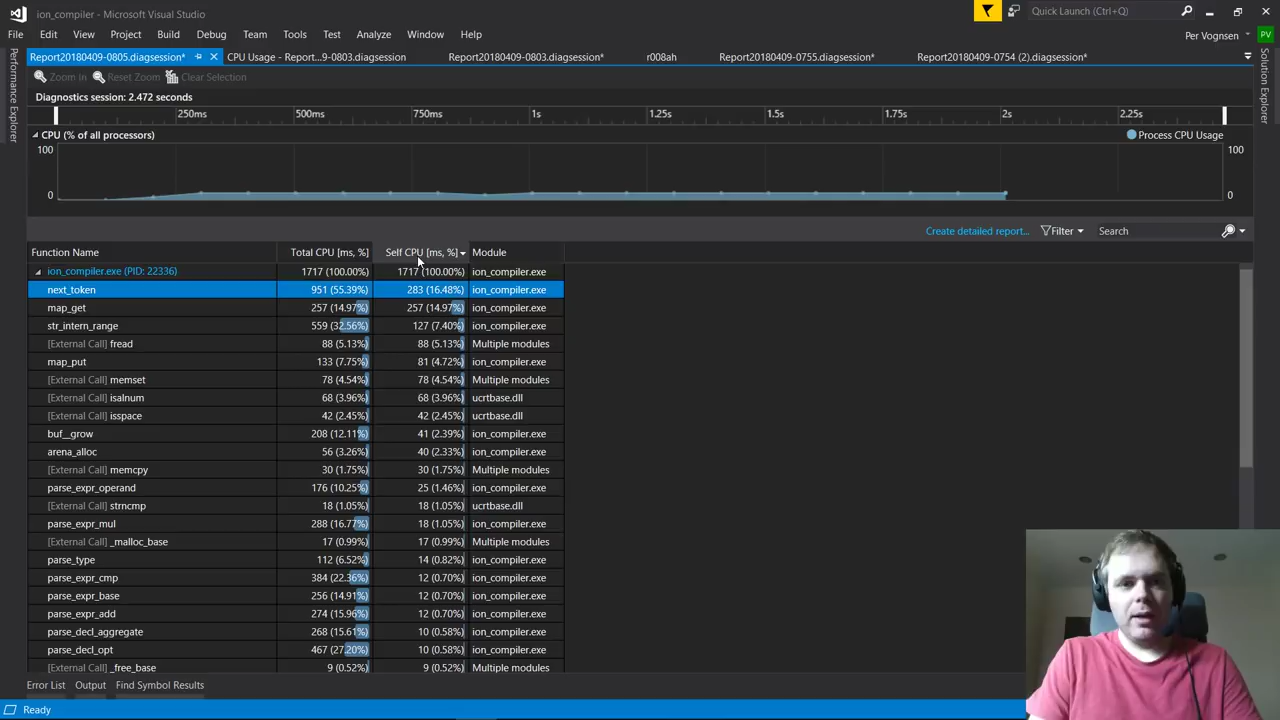 ion_compiler - Microsoft Visual Studio
Quick Launch (Ctrl+Q)
File Edit View Project Build Debug Team Tools Test Analyze Window Help
Per Vognsen PV
Report20180409-0805.diagsession* CPU Usage - Report...9-0803.diagsession Report20180409-0803.diagsession* r008ah Report20180409-0755.diagsession* Report20180409-0754 (2).diagsession*
Performance Explorer
Solution Explorer
Zoom In Reset Zoom Clear Selection
Diagnostics session: 2.472 seconds
250ms 500ms 750ms 1s 1.25s 1.5s 1.75s 2s 2.25s
CPU (% of all processors) Process CPU Usage
100 100
0 0
Create detailed report... Filter Search
Function Name Total CPU [ms, %] Self CPU [ms, %] Module
ion_compiler.exe (PID: 22336) 1717 (100.00%) 1717 (100.00%) ion_compiler.exe
next_token 951 (55.39%) 283 (16.48%) ion_compiler.exe
map_get 257 (14.97%) 257 (14.97%) ion_compiler.exe
str_intern_range 559 (32.56%) 127 (7.40%) ion_compiler.exe
[External Call] fread 88 (5.13%) 88 (5.13%) Multiple modules
map_put 133 (7.75%) 81 (4.72%) ion_compiler.exe
[External Call] memset 78 (4.54%) 78 (4.54%) Multiple modules
[External Call] isalnum 68 (3.96%) 68 (3.96%) ucrtbase.dll
[External Call] isspace 42 (2.45%) 42 (2.45%) ucrtbase.dll
buf__grow 208 (12.11%) 41 (2.39%) ion_compiler.exe
arena_alloc 56 (3.26%) 40 (2.33%) ion_compiler.exe
[External Call] memcpy 30 (1.75%) 30 (1.75%) Multiple modules
parse_expr_operand 176 (10.25%) 25 (1.46%) ion_compiler.exe
[External Call] strncmp 18 (1.05%) 18 (1.05%) ucrtbase.dll
parse_expr_mul 288 (16.77%) 18 (1.05%) ion_compiler.exe
[External Call] _malloc_base 17 (0.99%) 17 (0.99%) Multiple modules
parse_type 112 (6.52%) 14 (0.82%) ion_compiler.exe
parse_expr_cmp 384 (22.36%) 12 (0.70%) ion_compiler.exe
parse_expr_base 256 (14.91%) 12 (0.70%) ion_compiler.exe
parse_expr_add 274 (15.96%) 12 (0.70%) ion_compiler.exe
parse_decl_aggregate 268 (15.61%) 10 (0.58%) ion_compiler.exe
parse_decl_opt 467 (27.20%) 10 (0.58%) ion_compiler.exe
[External Call] _free_base 9 (0.52%) 9 (0.52%) Multiple modules
Error List Output Find Symbol Results
Ready